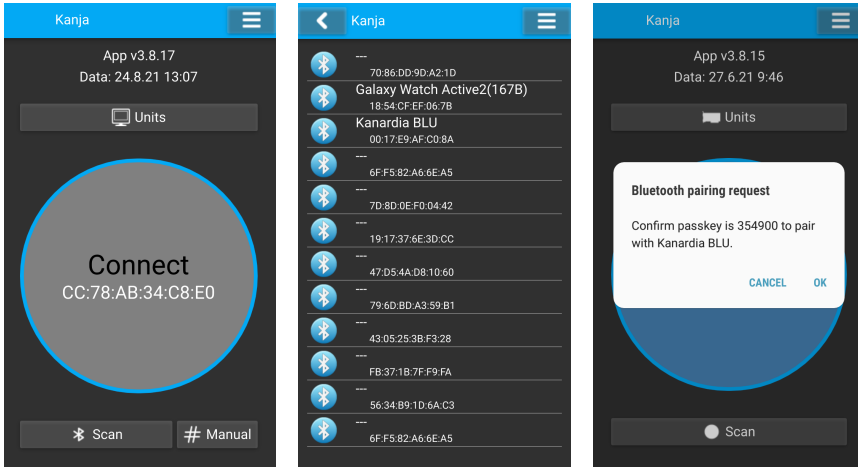 Kanja
App v3.8.17
Data: 24.8.21 13:07
Units
Connect
CC:78:AB:34:C8:E0
Scan
Manual
Kanja
---
70:86:DD:9D:A2:1D
Galaxy Watch Active2(167B)
18:54:CF:EF:06:7B
Kanardia BLU
00:17:E9:AF:C0:8A
---
6F:F5:82:A6:6E:A5
---
7D:8D:0E:F0:04:42
---
19:17:37:6E:3D:CC
---
47:D5:4A:D8:10:60
---
79:6D:BD:A3:59:B1
---
43:05:25:3B:F3:28
---
FB:37:1B:7F:F9:FA
---
56:34:B9:1D:6A:C3
---
6F:F5:82:A6:6E:A5
Kanja
App v3.8.15
Data: 27.6.21 9:46
Units
Bluetooth pairing request
Confirm passkey is 354900 to pair
with Kanardia BLU.
CANCEL OK
Scan